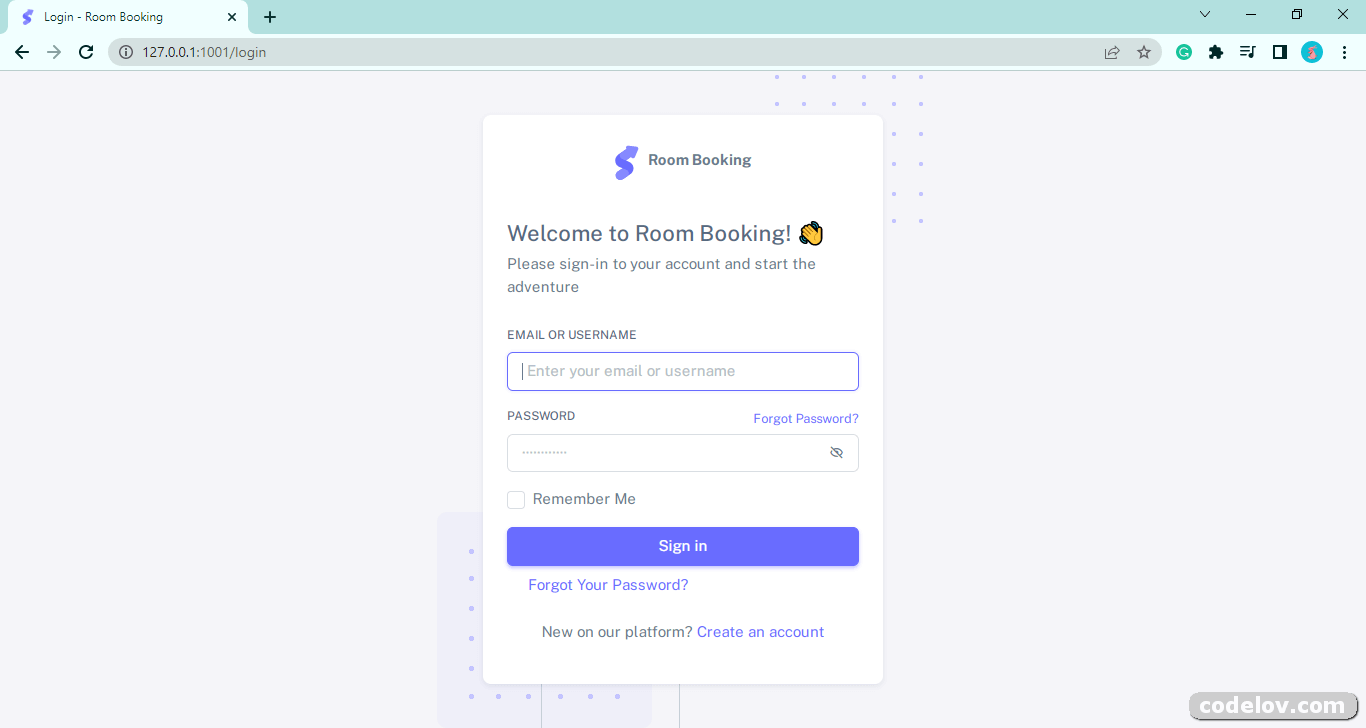 Login - Room Booking
127.0.0.1:1001/login
Room Booking
Welcome to Room Booking! 👋
Please sign-in to your account and start the
adventure
EMAIL OR USERNAME
Enter your email or username
PASSWORD
Forgot Password?
············
Remember Me
Sign in
Forgot Your Password?
New on our platform? Create an account
codelov.com